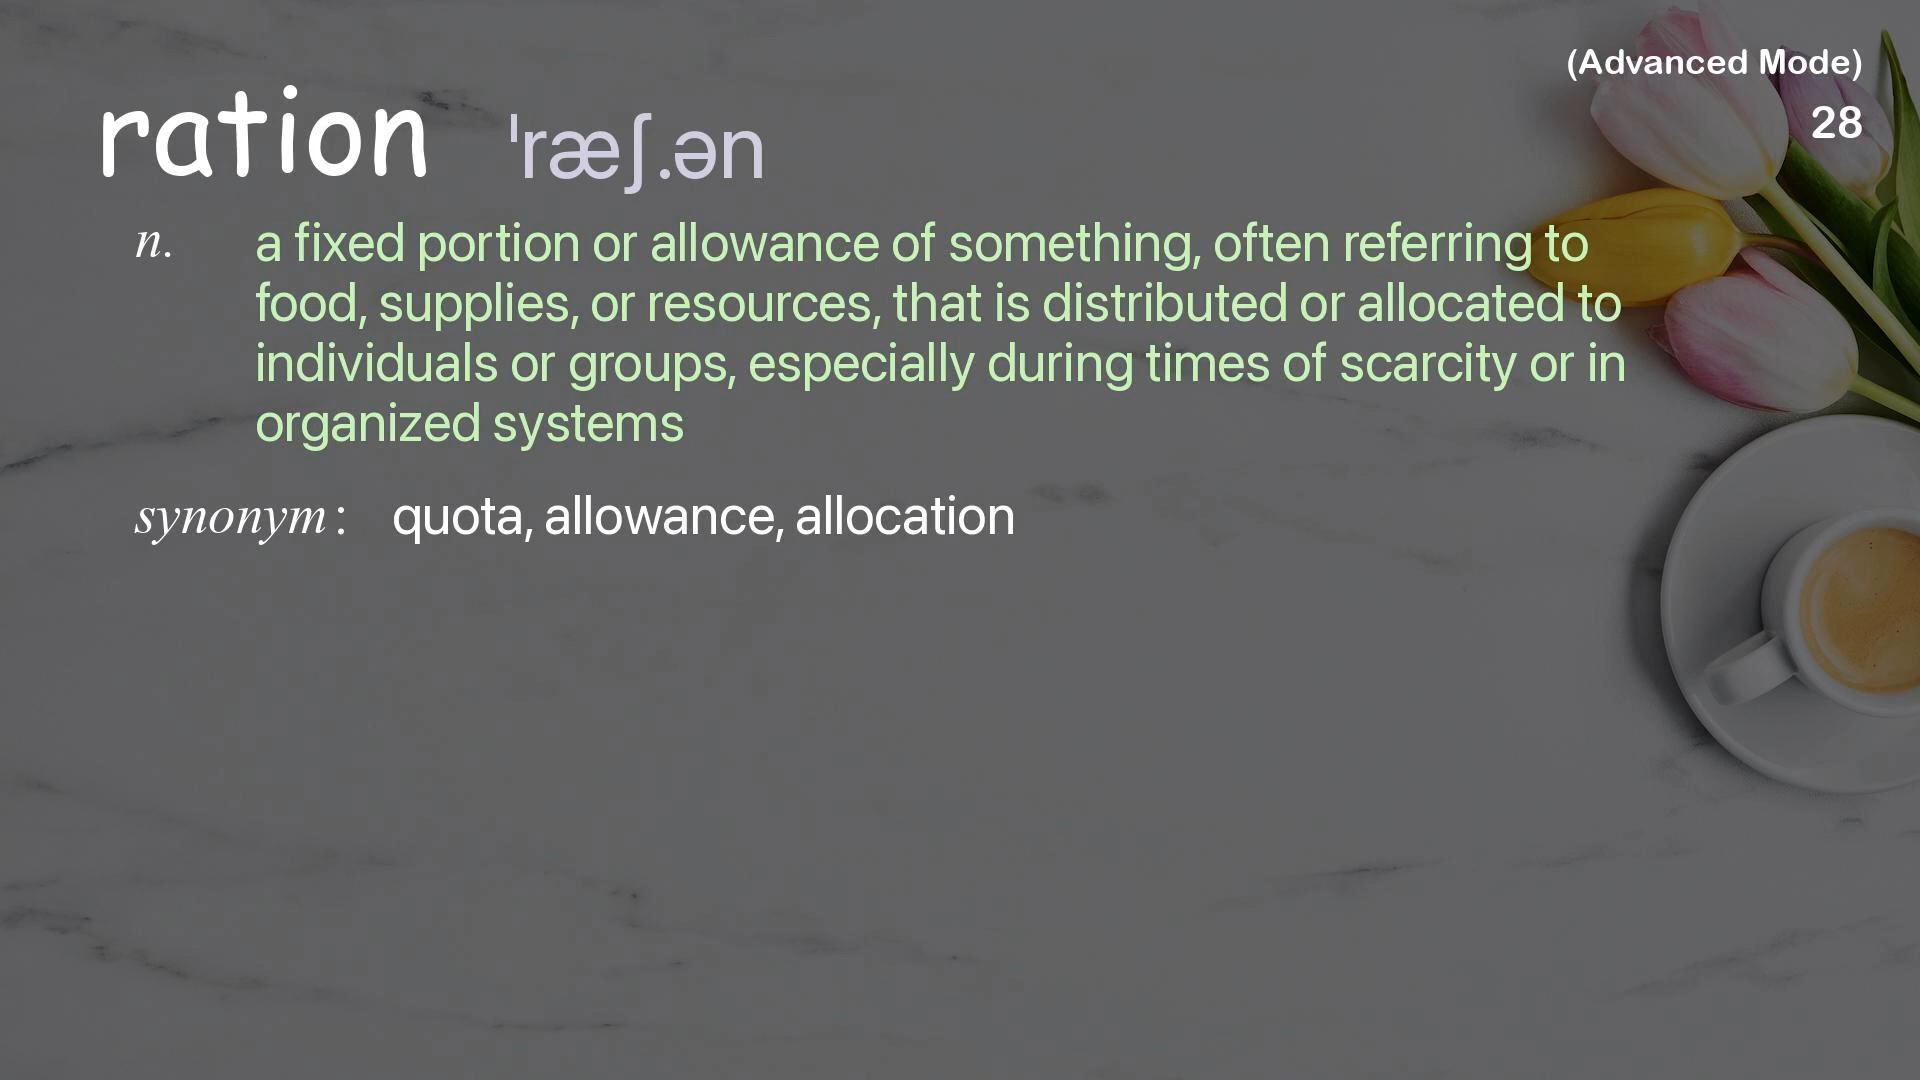 (Advanced Mode)
28
ration ˈræʃ.ən
n. a fixed portion or allowance of something, often referring to
food, supplies, or resources, that is distributed or allocated to
individuals or groups, especially during times of scarcity or in
organized systems
synonym: quota, allowance, allocation